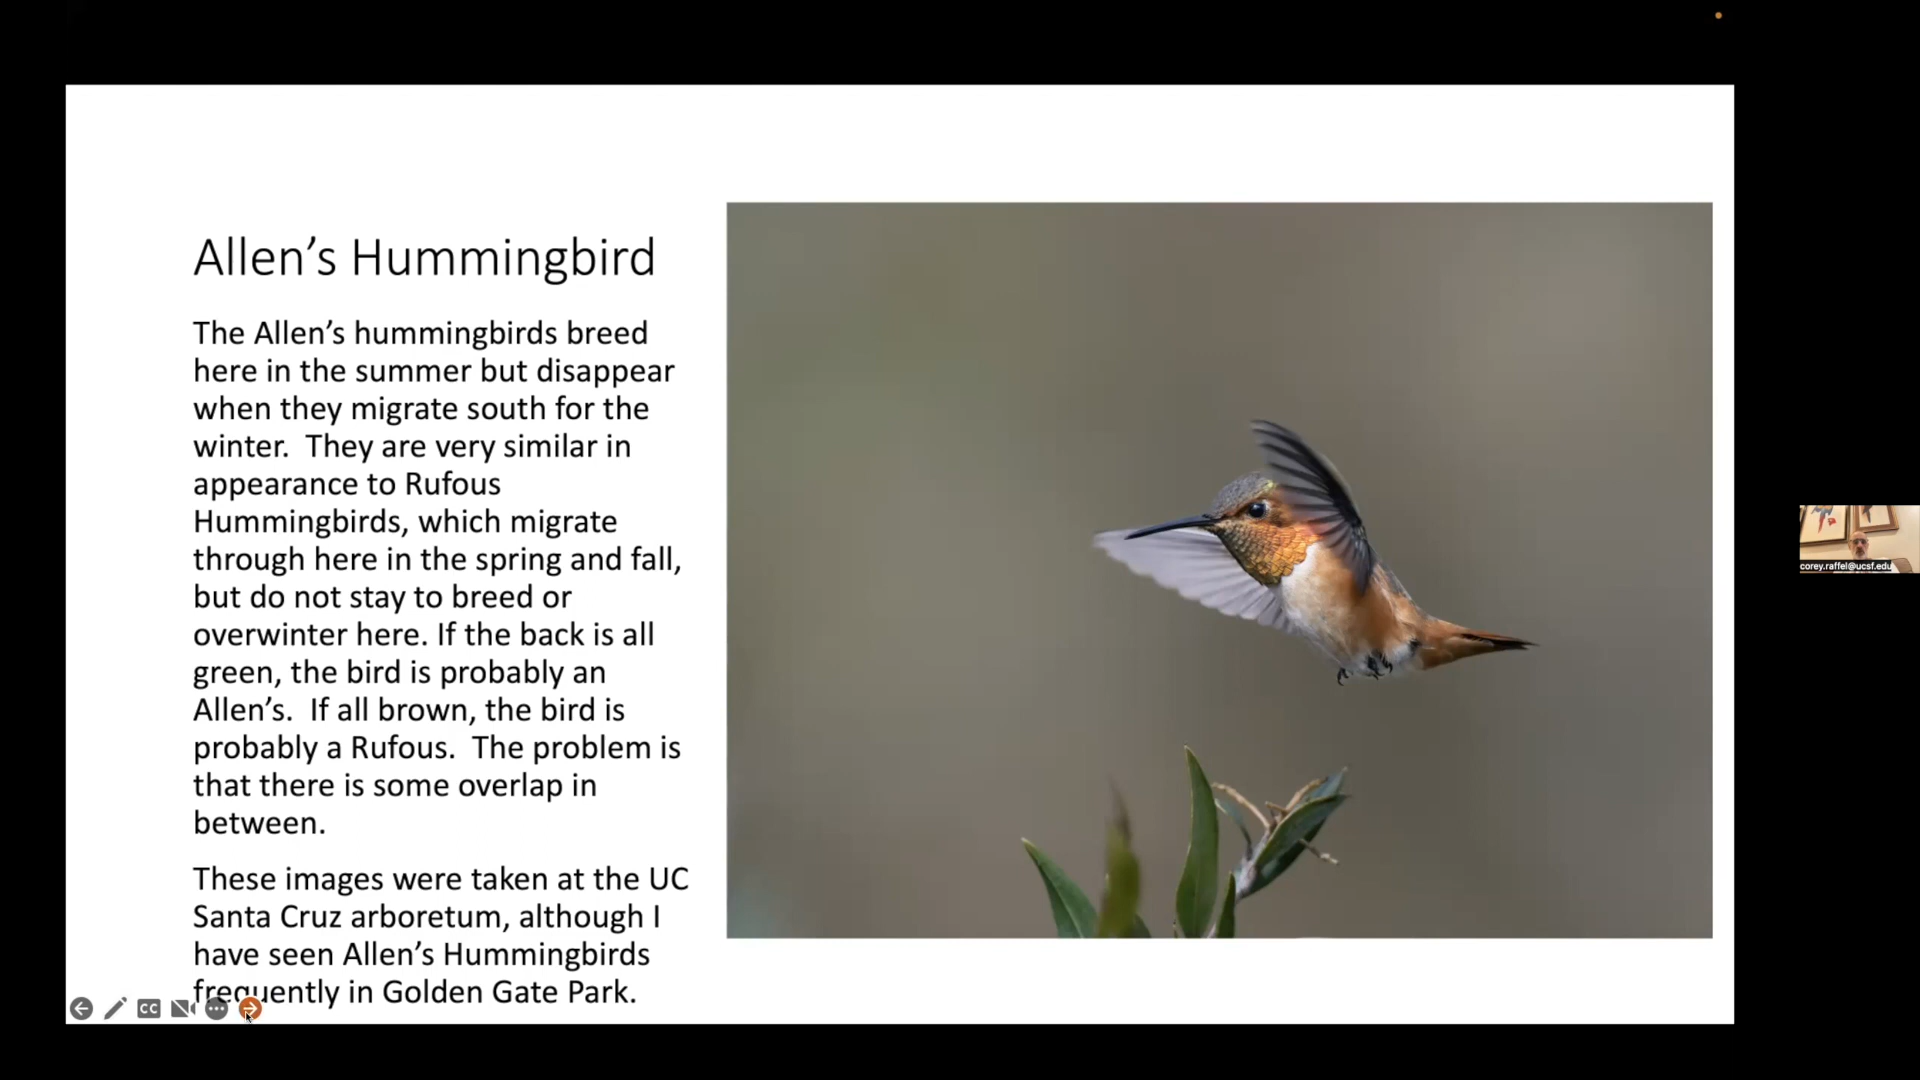 Allen’s Hummingbird
The Allen’s hummingbirds breed
here in the summer but disappear
when they migrate south for the
winter.  They are very similar in
appearance to Rufous
Hummingbirds, which migrate
through here in the spring and fall,
but do not stay to breed or
overwinter here. If the back is all
green, the bird is probably an
Allen’s.  If all brown, the bird is
probably a Rufous.  The problem is
that there is some overlap in
between.
These images were taken at the UC
Santa Cruz arboretum, although I
have seen Allen’s Hummingbirds
frequently in Golden Gate Park.
CC
corey.raffel@ucsf.edu